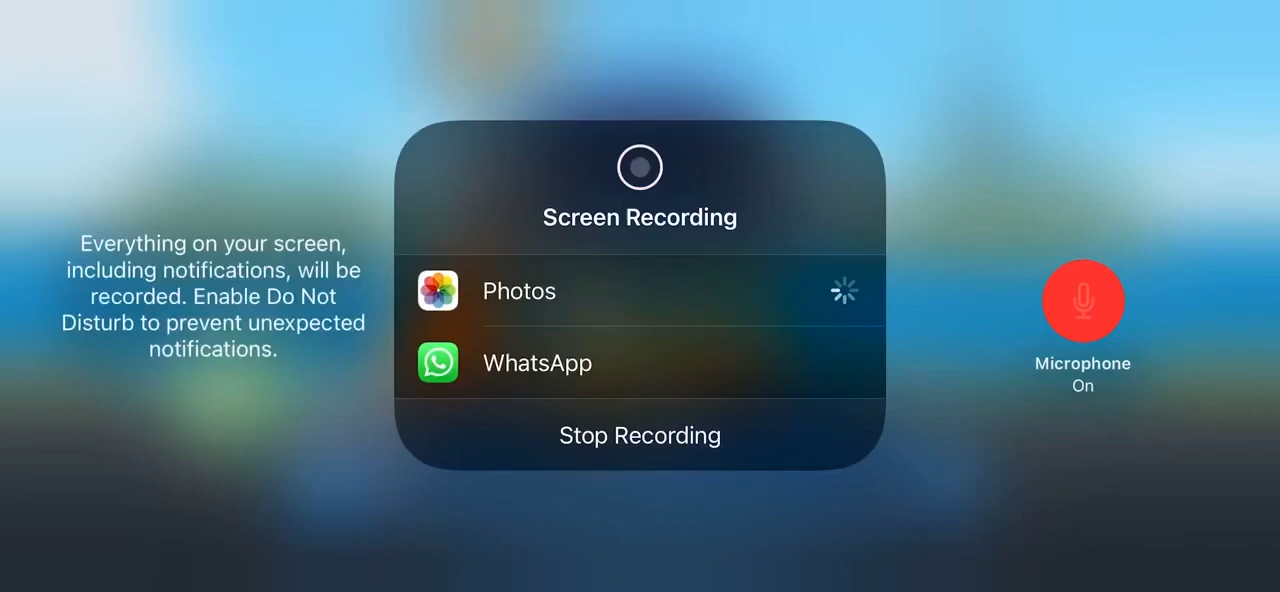 Everything on your screen,
including notifications, will be
recorded. Enable Do Not
Disturb to prevent unexpected
notifications.
Screen Recording
Photos
WhatsApp
Stop Recording
Microphone
On